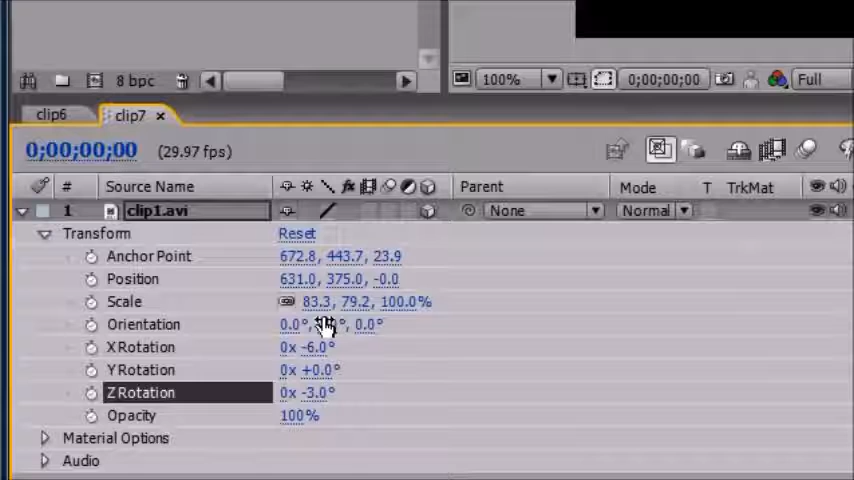 8 bpc 100% 0;00;00;00 Full
clip6 clip7 ×
0;00;00;00 (29.97 fps)
# Source Name Parent Mode T TrkMat
1 clip1.avi None Normal
Transform Reset
Anchor Point 672.8, 443.7, 23.9
Position 631.0, 375.0, -0.0
Scale 83.3, 79.2, 100.0%
Orientation 0.0°, °, 0.0°
X Rotation 0x -6.0°
Y Rotation 0x +0.0°
Z Rotation 0x -3.0°
Opacity 100%
Material Options
Audio